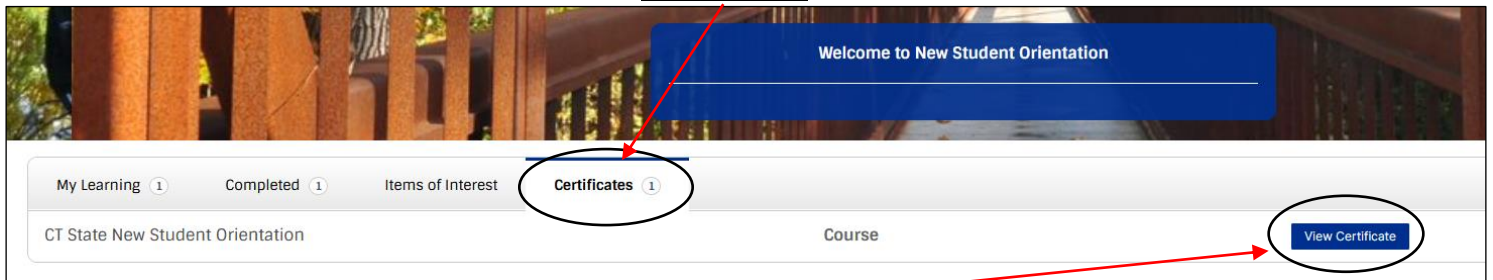 Welcome to New Student Orientation
My Learning 1 Completed 1 Items of Interest Certificates 1
CT State New Student Orientation Course View Certificate